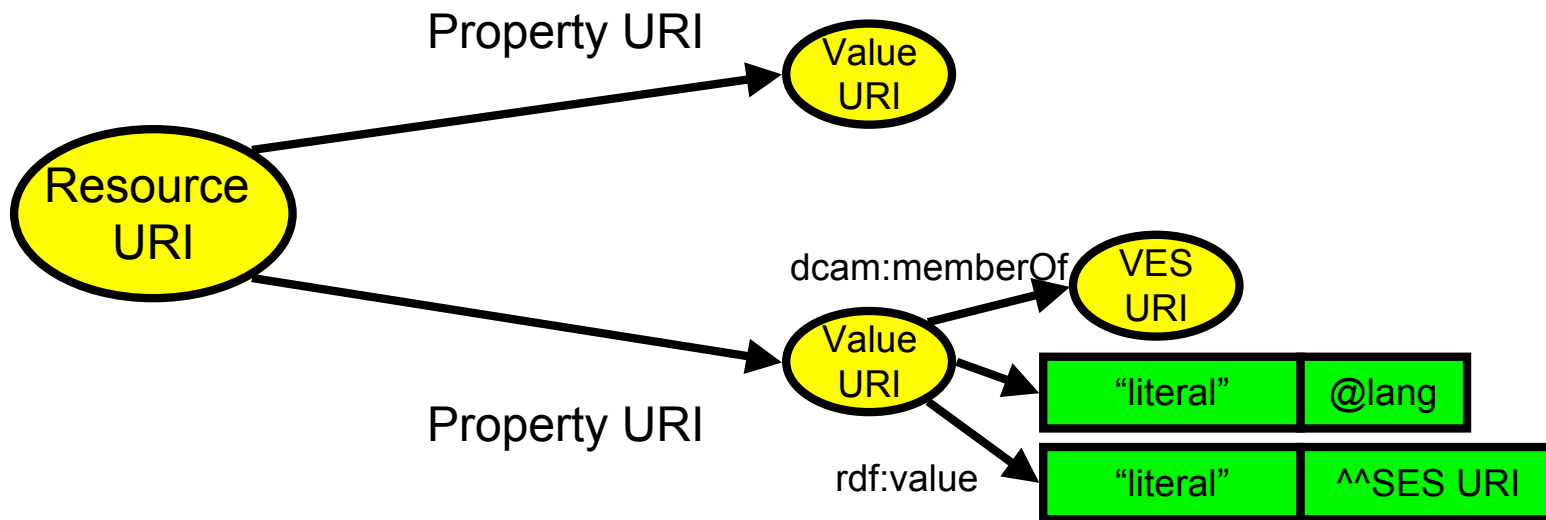 Property URI
Value
URI
Resource
URI
dcam:memberOf
VES
URI
Value
URI
“literal”
@lang
Property URI
rdf:value
“literal”
^^SES URI